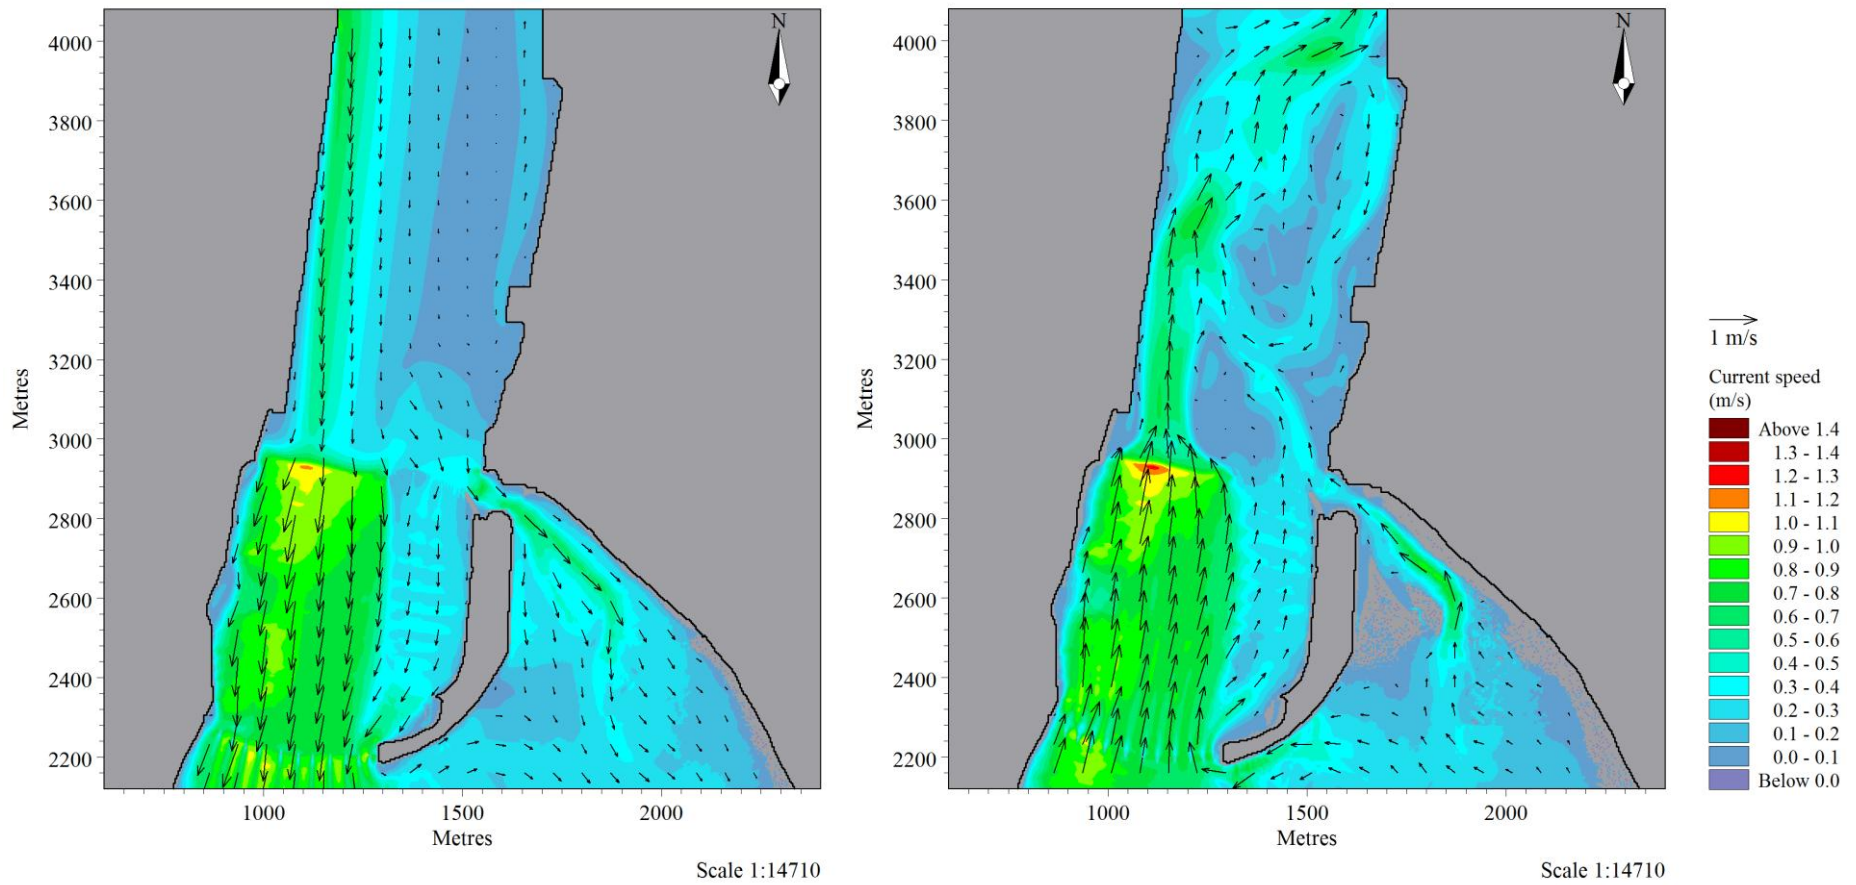 N
4000
3800
3600
3400
3200
3000
2800
2600
2400
2200
Metres
1000
1500
2000
Metres
Scale 1:14710
N
4000
3800
3600
3400
3200
3000
2800
2600
2400
2200
Metres
1000
1500
2000
Metres
Scale 1:14710
1 m/s
Current speed
(m/s)
Above 1.4
1.3 - 1.4
1.2 - 1.3
1.1 - 1.2
1.0 - 1.1
0.9 - 1.0
0.8 - 0.9
0.7 - 0.8
0.6 - 0.7
0.5 - 0.6
0.4 - 0.5
0.3 - 0.4
0.2 - 0.3
0.1 - 0.2
0.0 - 0.1
Below 0.0